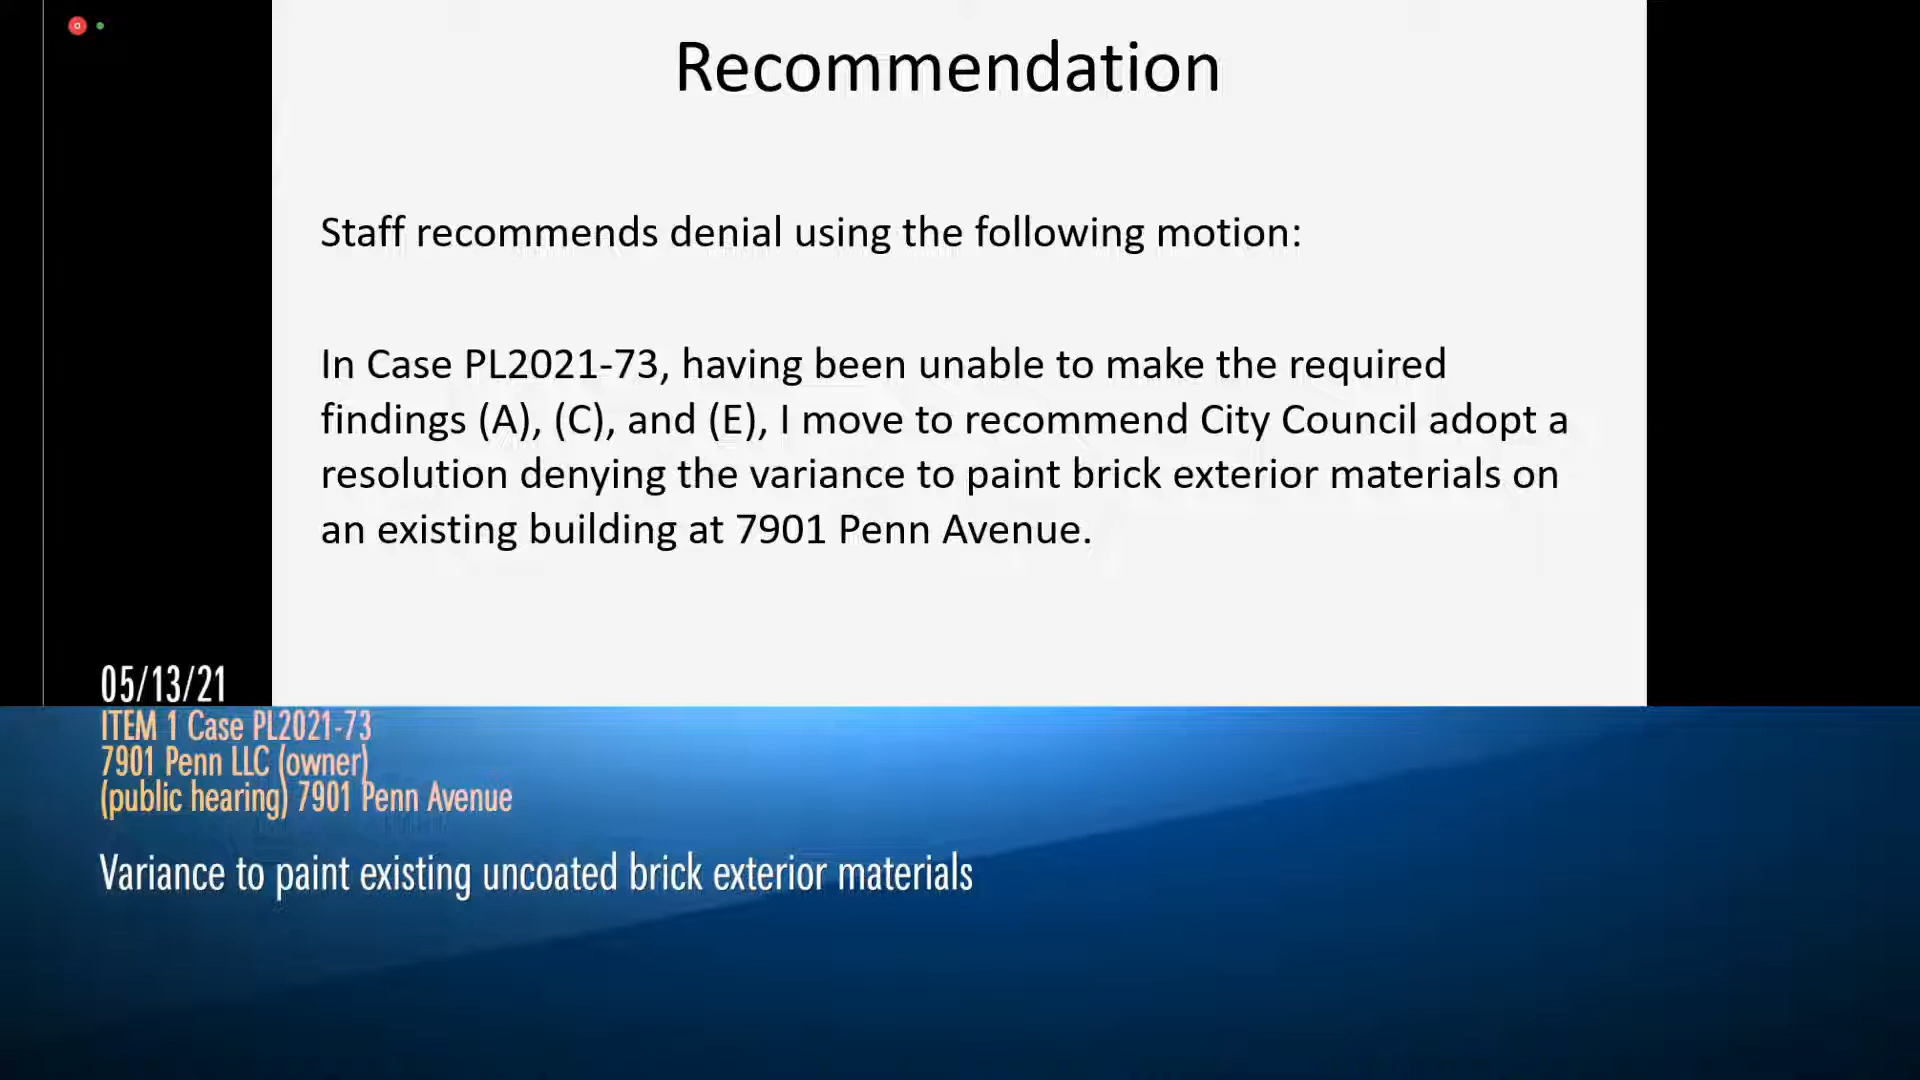 Recommendation
Staff recommends denial using the following motion:
In Case PL2021-73, having been unable to make the required
findings (A), (C), and (E), I move to recommend City Council adopt a
resolution denying the variance to paint brick exterior materials on
an existing building at 7901 Penn Avenue.
05/13/21
ITEM 1 Case PL2021-73
7901 Penn LLC (owner)
(public hearing) 7901 Penn Avenue
Variance to paint existing uncoated brick exterior materials